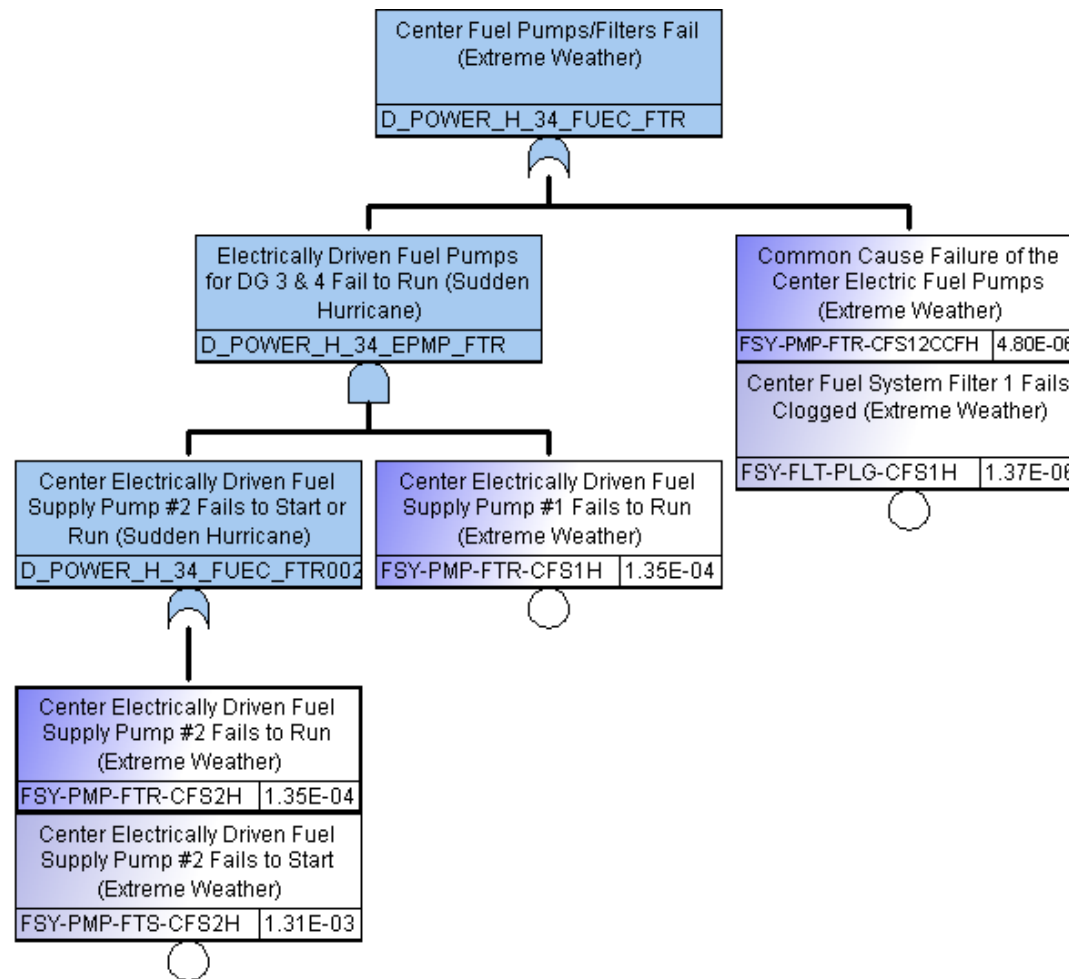 Center Fuel Pumps/Filters Fail
(Extreme Weather)
D_POWER_H_34_FUEC_FTR
Electrically Driven Fuel Pumps
for DG 3 & 4 Fail to Run (Sudden
Hurricane)
D_POWER_H_34_EPMP_FTR
Common Cause Failure of the
Center Electric Fuel Pumps
(Extreme Weather)
FSY-PMP-FTR-CFS12CCFH 4.80E-06
Center Fuel System Filter 1 Fails
Clogged (Extreme Weather)
FSY-FLT-PLG-CFS1H 1.37E-06
Center Electrically Driven Fuel
Supply Pump #2 Fails to Start or
Run (Sudden Hurricane)
D_POWER_H_34_FUEC_FTR002
Center Electrically Driven Fuel
Supply Pump #1 Fails to Run
(Extreme Weather)
FSY-PMP-FTR-CFS1H 1.35E-04
Center Electrically Driven Fuel
Supply Pump #2 Fails to Run
(Extreme Weather)
FSY-PMP-FTR-CFS2H 1.35E-04
Center Electrically Driven Fuel
Supply Pump #2 Fails to Start
(Extreme Weather)
FSY-PMP-FTS-CFS2H 1.31E-03